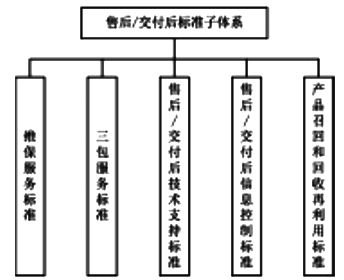 售后/交付后标准子体系
维保服务标准
三包服务标准
售后/交付后技术支持标准
售后/交付后信息控制标准
产品召回和回收再利用标准